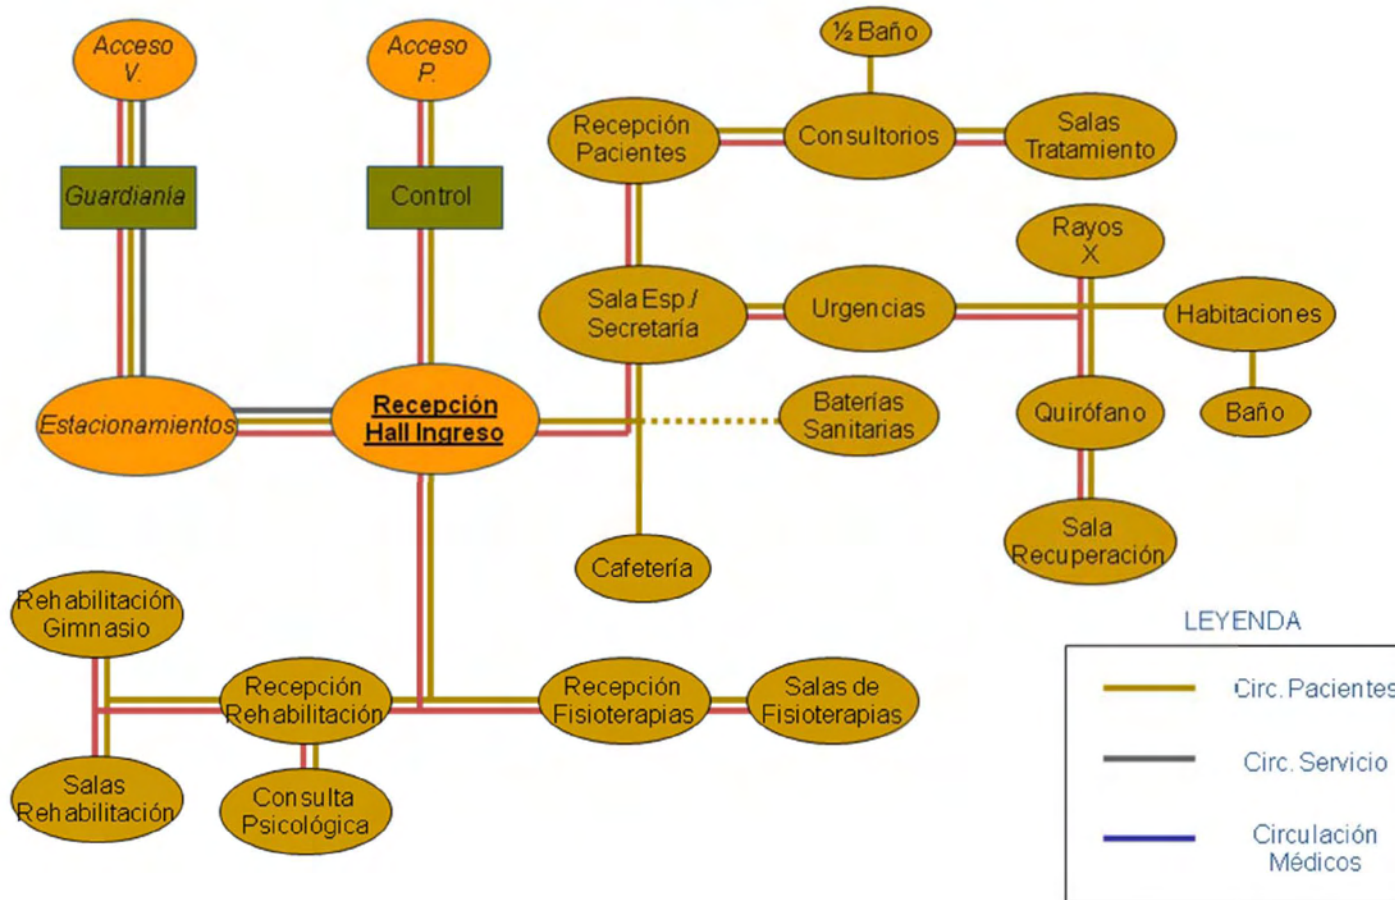 Acceso
V.
Acceso
P.
½ Baño
Recepción
Pacientes
Consultorios
Salas
Tratamiento
Guardianía
Control
Rayos
X
Sala Esp./
Secretaría
Urgencias
Habitaciones
Estacionamientos
Recepción
Hall Ingreso
Baterías
Sanitarias
Quirófano
Baño
Sala
Recuperación
Cafetería
Rehabilitación
Gimnasio
Recepción
Rehabilitación
Recepción
Fisioterapias
Salas de
Fisioterapias
Salas
Rehabilitación
Consulta
Psicológica
LEYENDA
Circ. Pacientes
Circ. Servicio
Circulación
Médicos